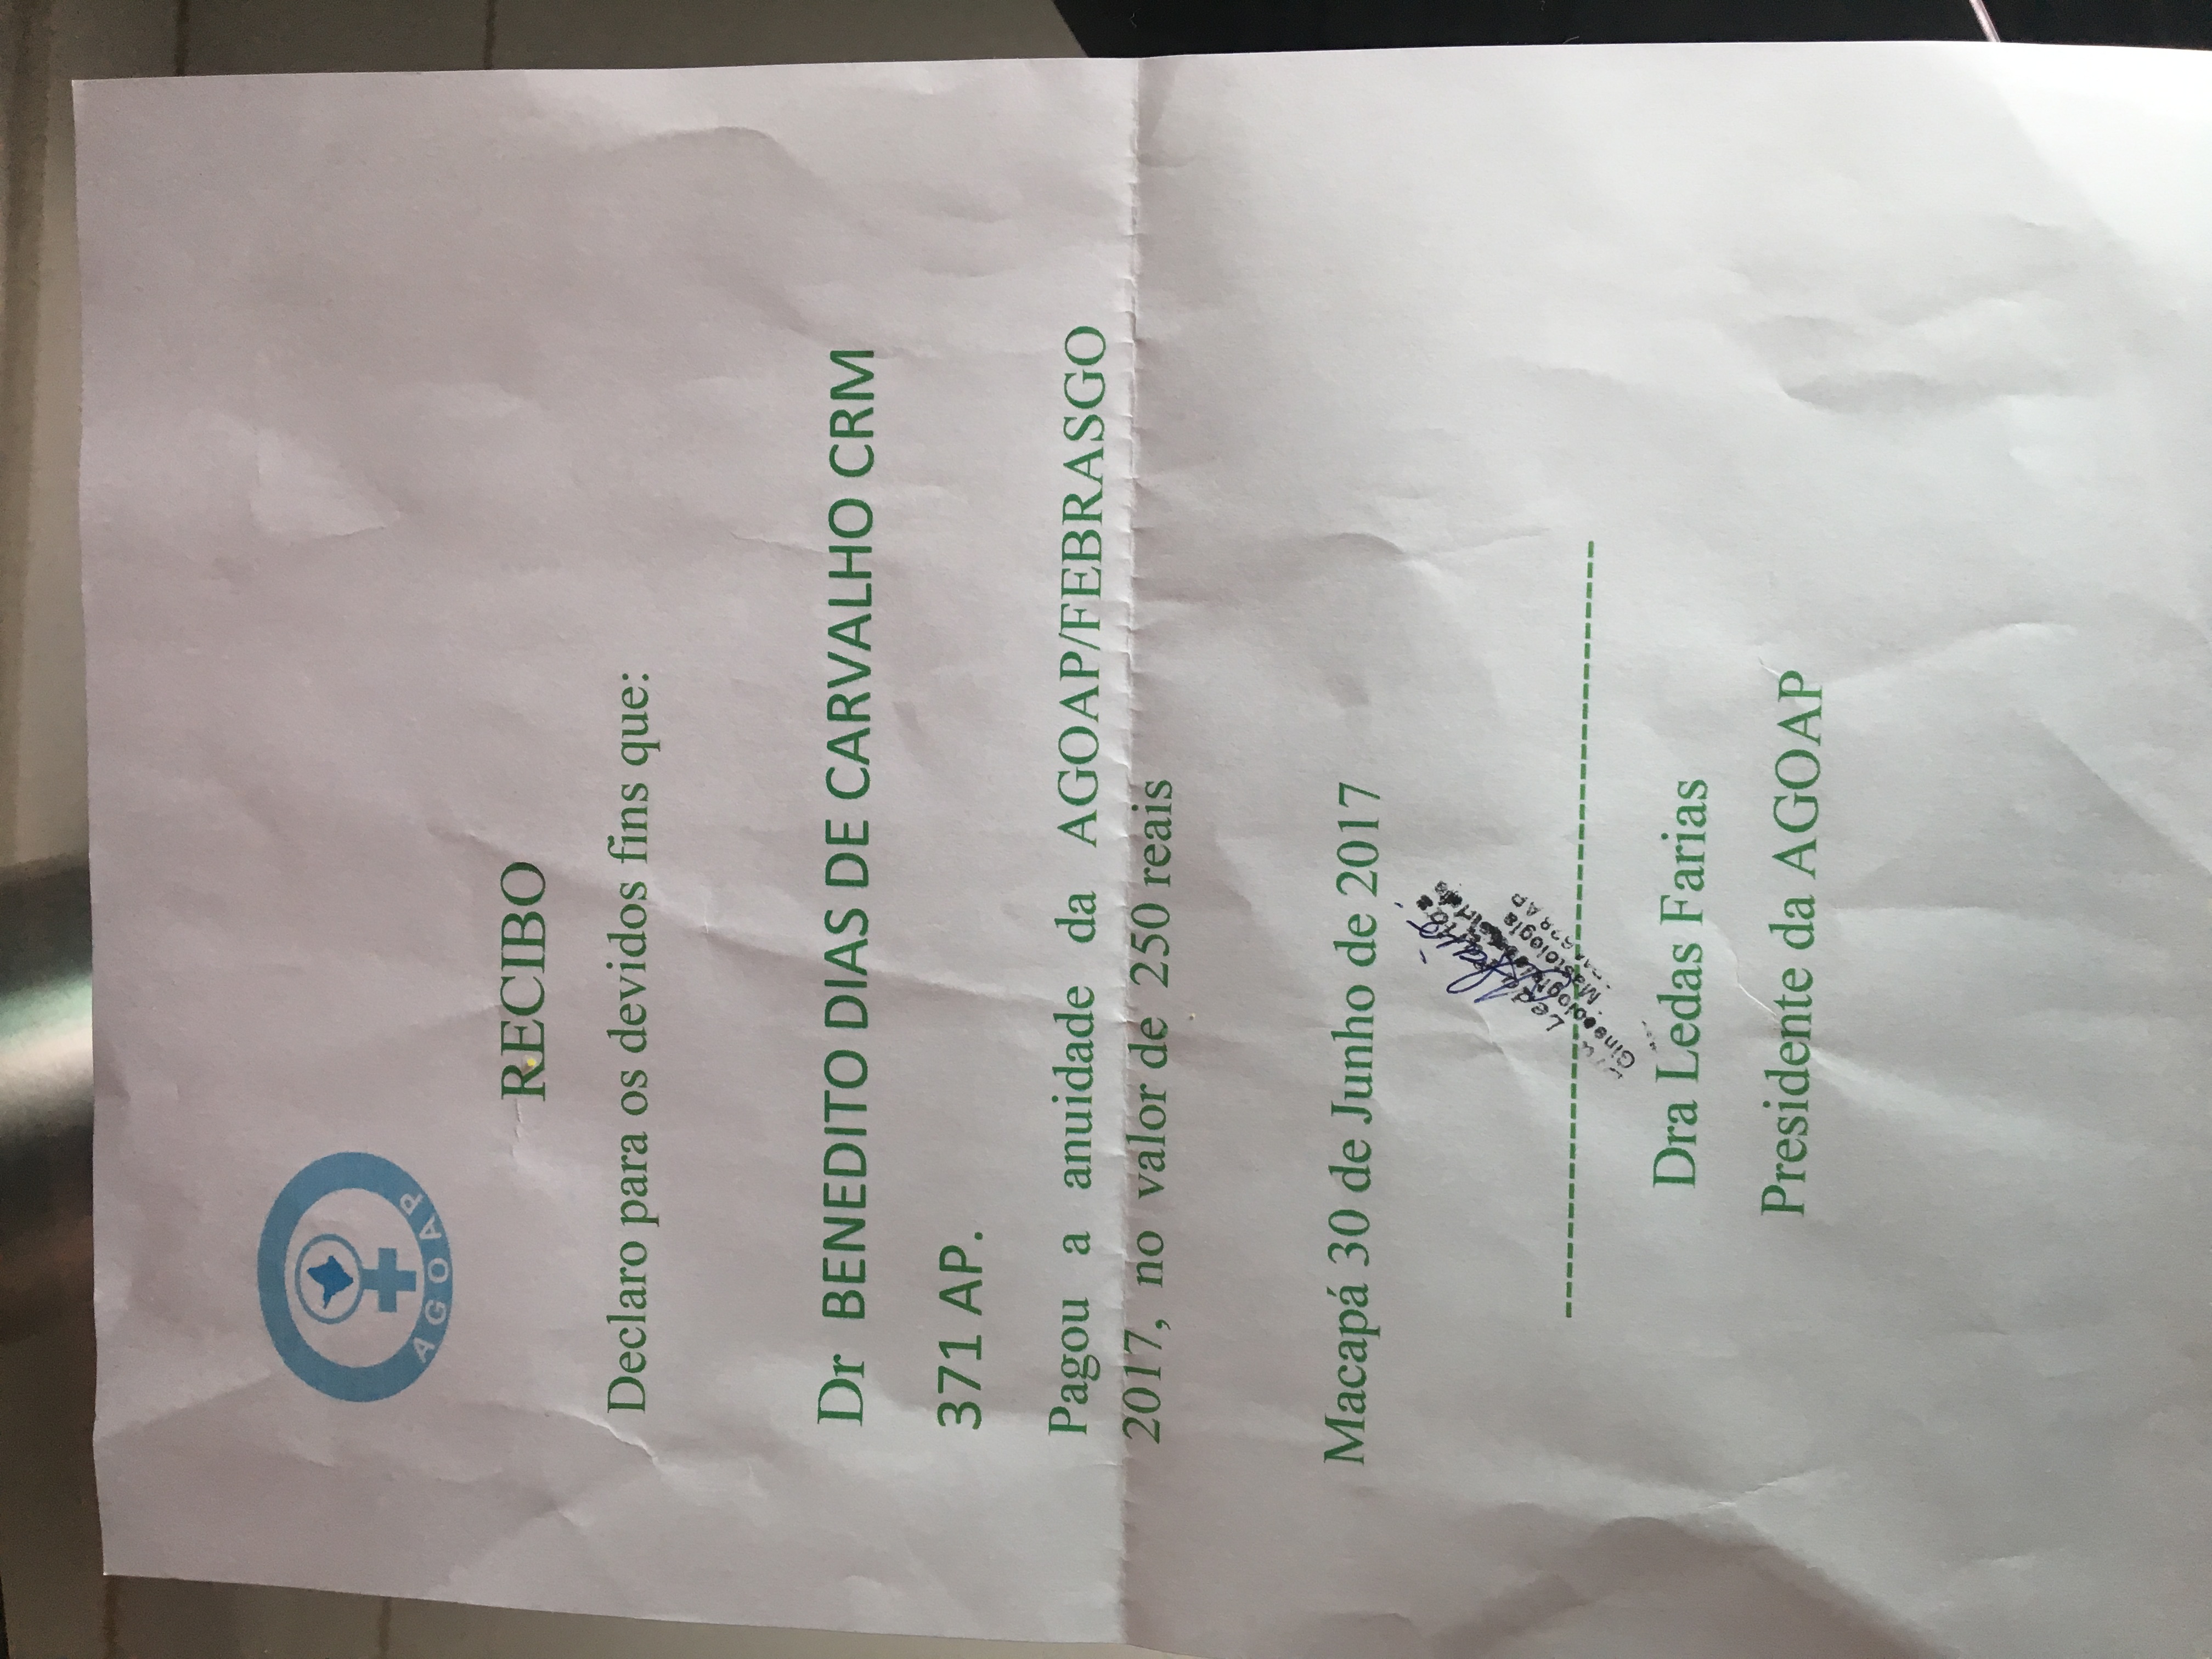 AGOAP
RECIBO
Declaro para os devidos fins que:
Dr BENEDITO DIAS DE CARVALHO CRM
371 AP.
Pagou a anuidade da AGOAP/FEBRASGO
2017, no valor de 250 reais
Macapá 30 de Junho de 2017
Leda
Mastologia
Dra Ledas Farias
Presidente da AGOAP